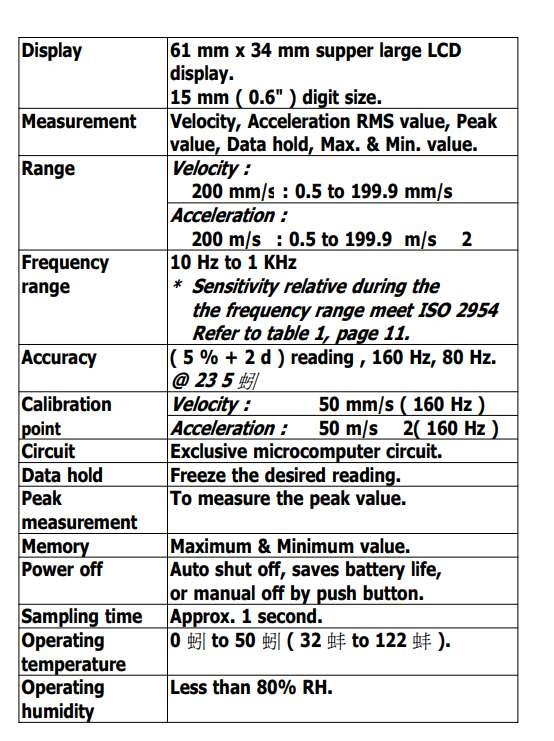 Display
61 mm x 34 mm supper large LCD
display.
15 mm ( 0.6" ) digit size.
Measurement
Velocity, Acceleration RMS value, Peak
value, Data hold, Max. & Min. value.
Range
Velocity :
200 mm/s : 0.5 to 199.9 mm/s
Acceleration :
200 m/s : 0.5 to 199.9 m/s 2
Frequency
range
10 Hz to 1 KHz
* Sensitivity relative during the
the frequency range meet ISO 2954
Refer to table 1, page 11.
Accuracy
( 5 % + 2 d ) reading , 160 Hz, 80 Hz.
@ 23 5 蚓
Calibration
point
Velocity : 50 mm/s ( 160 Hz )
Acceleration : 50 m/s 2( 160 Hz )
Circuit
Exclusive microcomputer circuit.
Data hold
Freeze the desired reading.
Peak
measurement
To measure the peak value.
Memory
Maximum & Minimum value.
Power off
Auto shut off, saves battery life,
or manual off by push button.
Sampling time
Approx. 1 second.
Operating
temperature
0 蚓 to 50 蚓 ( 32 蚌 to 122 蚌 ).
Operating
humidity
Less than 80% RH.